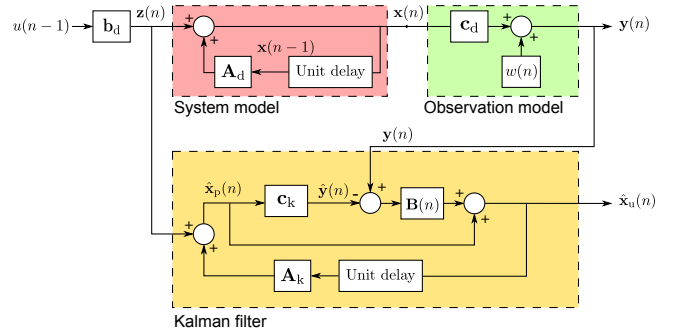 u(n − 1)
b_d
z(n)
+
+
x(n − 1)
A_d
Unit delay
System model
x(n)
c_d
+
+
w(n)
Observation model
y(n)
y(n)
x̂_p(n)
c_k
ŷ(n)
-
+
B(n)
+
+
x̂_u(n)
+
+
A_k
Unit delay
Kalman filter